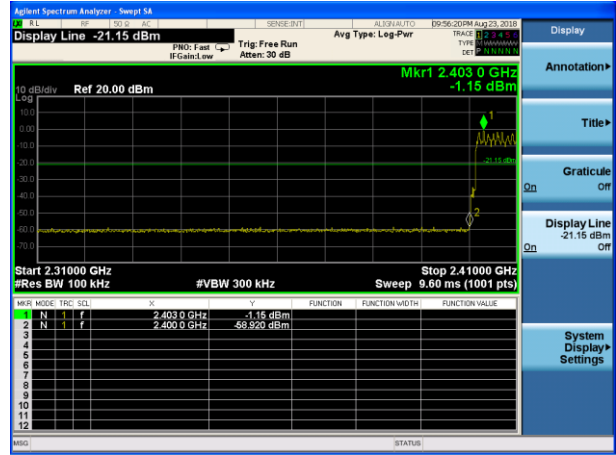 Agilent Spectrum Analyzer - Swept SA
RL RF 50 Ω AC SENSE:INT ALIGNAUTO 09:56:20PM Aug 23, 2018
Display Line -21.15 dBm
PNO: Fast
IFGain:Low
Trig: Free Run
Atten: 30 dB
Avg Type: Log-Pwr
TRACE 1 2 3 4 5 6
TYPE M
DET P N N N N N
Mkr1 2.403 0 GHz
-1.15 dBm
10 dB/div Ref 20.00 dBm
Log
10.0
0.00
-10.0
-20.0
-30.0
-40.0
-50.0
-60.0
-70.0
1
-21.15 dBm
2
Start 2.31000 GHz Stop 2.41000 GHz
#Res BW 100 kHz #VBW 300 kHz Sweep 9.60 ms (1001 pts)
MKR MODE TRC SCL X Y FUNCTION FUNCTION WIDTH FUNCTION VALUE
1 N 1 f 2.403 0 GHz -1.15 dBm
2 N 1 f 2.400 0 GHz -58.920 dBm
3
4
5
6
7
8
9
10
11
12
MSG STATUS
Display
Annotation
Title
Graticule
On Off
Display Line
-21.15 dBm
On Off
System
Display
Settings